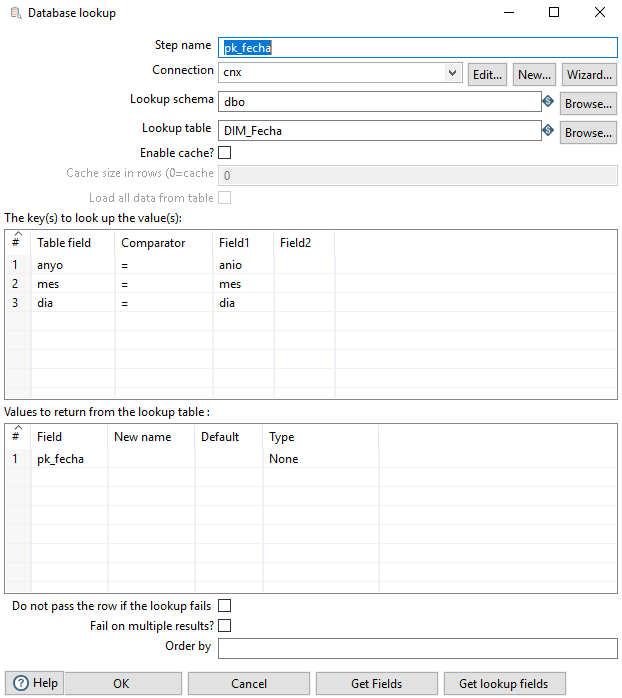 Database lookup
Step name pk_fecha
Connection cnx Edit... New... Wizard...
Lookup schema dbo Browse...
Lookup table DIM_Fecha Browse...
Enable cache?
Cache size in rows (0=cache 0
Load all data from table
The key(s) to look up the value(s):
# Table field Comparator Field1 Field2
1 anyo = anio
2 mes = mes
3 dia = dia
Values to return from the lookup table :
# Field New name Default Type
1 pk_fecha None
Do not pass the row if the lookup fails
Fail on multiple results?
Order by
Help OK Cancel Get Fields Get lookup fields